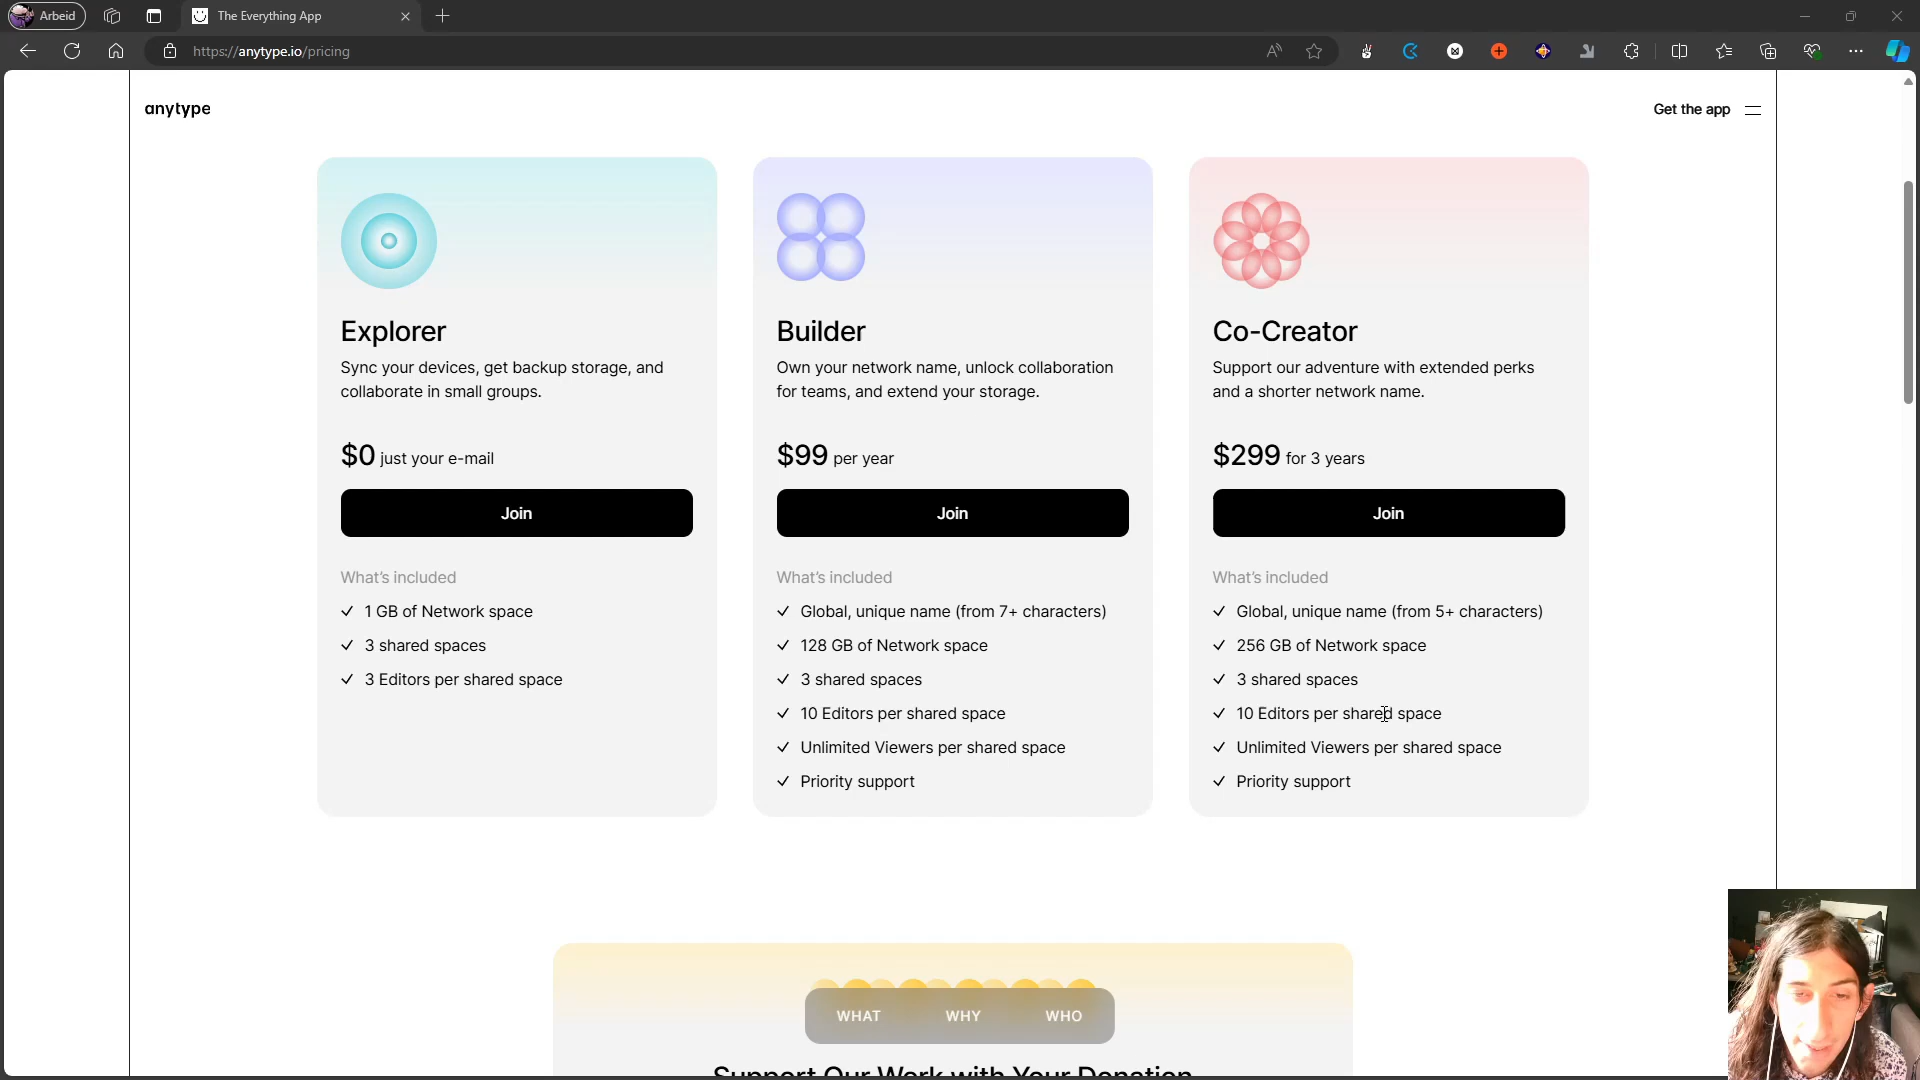 Arbeid
The Everything App
https://anytype.io/pricing
anytype
Get the app
Explorer
Sync your devices, get backup storage, and
collaborate in small groups.
$0 just your e-mail
Join
What's included
1 GB of Network space
3 shared spaces
3 Editors per shared space
Builder
Own your network name, unlock collaboration
for teams, and extend your storage.
$99 per year
Join
What's included
Global, unique name (from 7+ characters)
128 GB of Network space
3 shared spaces
10 Editors per shared space
Unlimited Viewers per shared space
Priority support
Co-Creator
Support our adventure with extended perks
and a shorter network name.
$299 for 3 years
Join
What's included
Global, unique name (from 5+ characters)
256 GB of Network space
3 shared spaces
10 Editors per shared space
Unlimited Viewers per shared space
Priority support
WHAT WHY WHO
Support Our Work with Your Donation